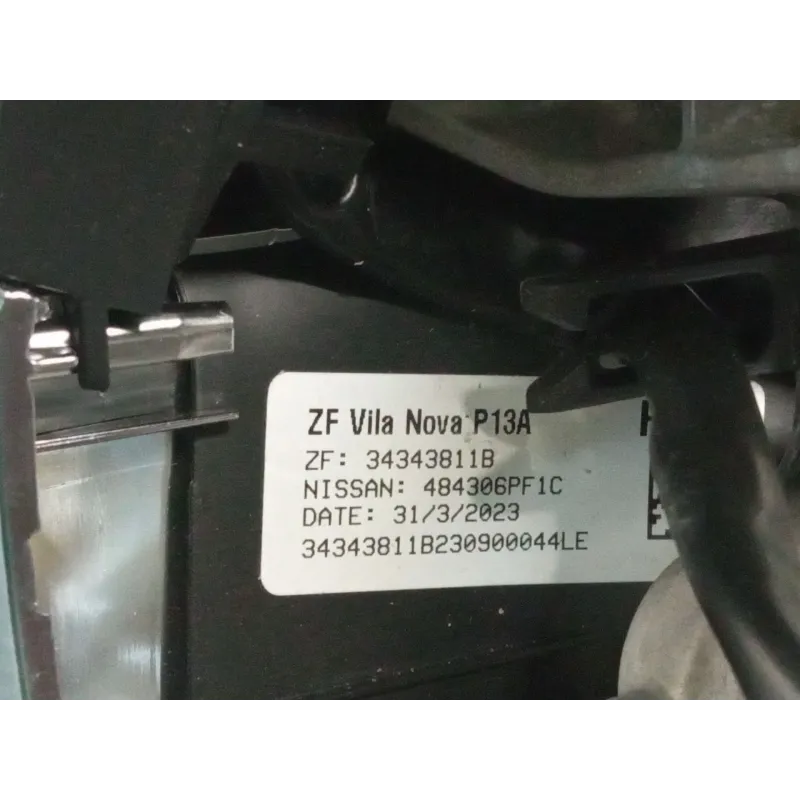 ZF Vila Nova P13A
ZF: 34343811B
NISSAN: 484306PF1C
DATE: 31/3/2023
34343811B230900044LE